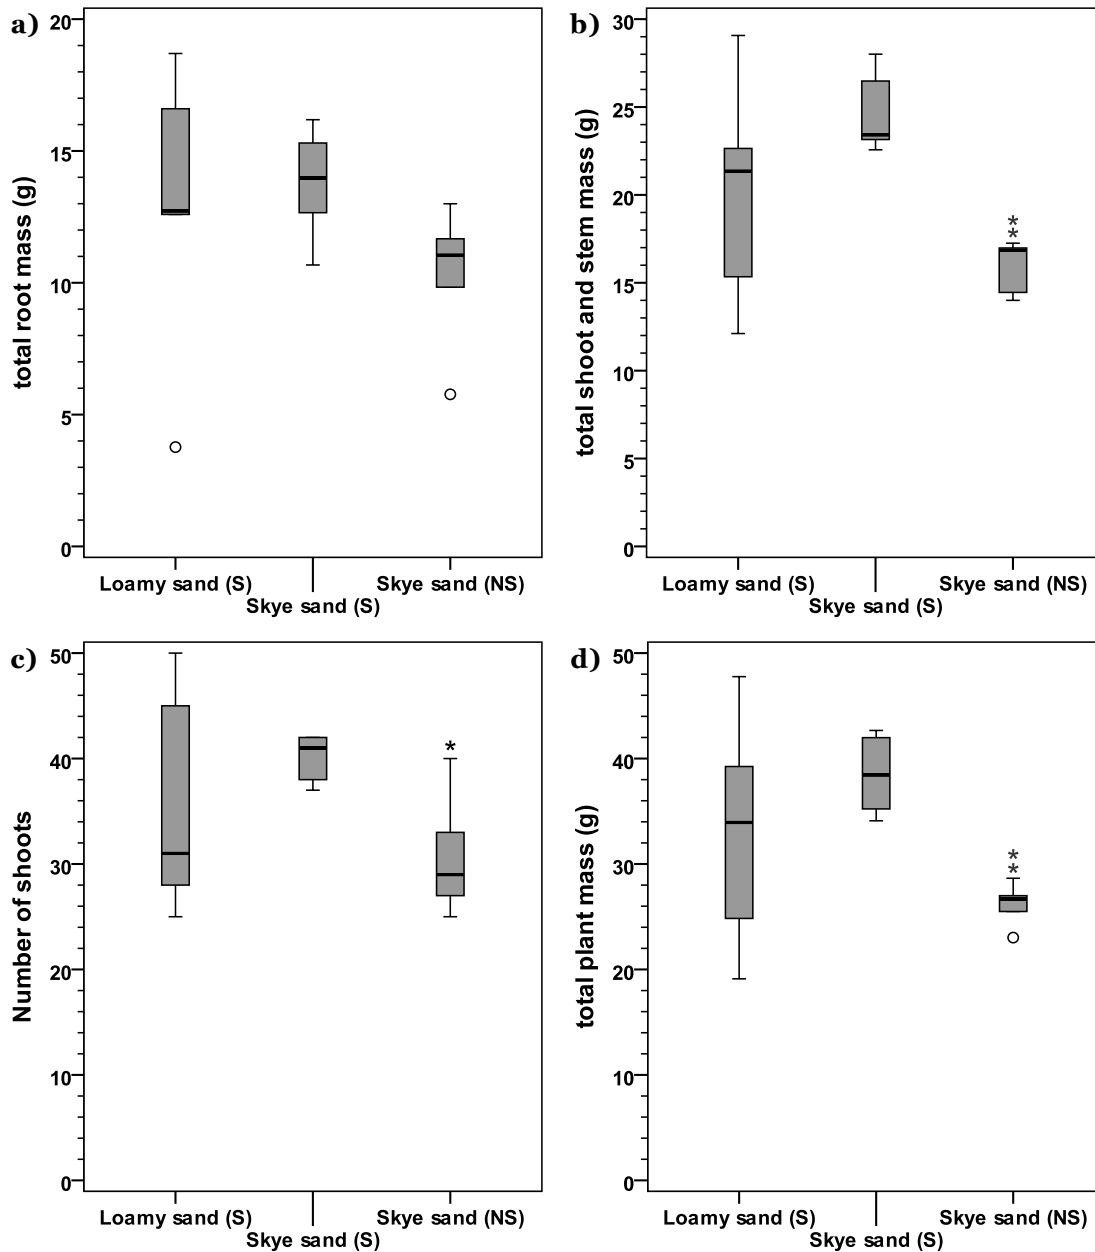 a)
total root mass (g)
20
15
10
5
0
Loamy sand (S)
Skye sand (S)
Skye sand (NS)
b)
total shoot and stem mass (g)
30
25
20
15
10
5
0
*
*
Loamy sand (S)
Skye sand (S)
Skye sand (NS)
c)
Number of shoots
50
40
30
20
10
0
*
Loamy sand (S)
Skye sand (S)
Skye sand (NS)
d)
total plant mass (g)
50
40
30
20
10
0
*
*
Loamy sand (S)
Skye sand (S)
Skye sand (NS)